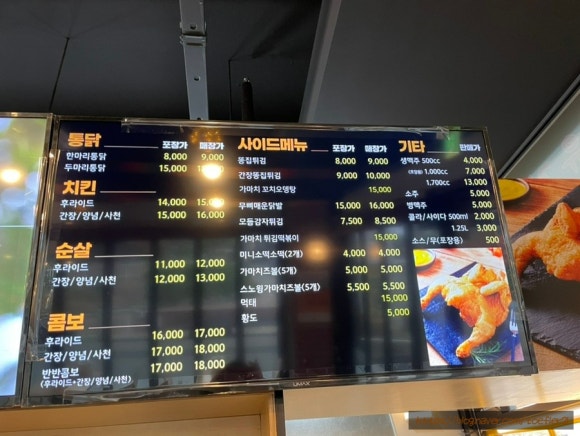 통닭 포장가 매장가
한마리통닭 8,000 9,000
두마리통닭 15,000
치킨
후라이드 14,000 15,000
간장/양념/사천 15,000 16,000
순살
후라이드 11,000 12,000
간장/양념/사천 12,000 13,000
콤보
후라이드 16,000 17,000
간장/양념/사천 17,000 18,000
반반콤보 17,000 18,000
(후라이드+간장/양념/사천)
사이드메뉴 포장가 매장가
똥집튀김 8,000 9,000
간장똥집튀김 9,000 10,000
가마치 꼬치오뎅탕 15,000
무뼈매운닭발 15,000 16,000
모듬감자튀김 7,500 8,500
가마치 튀김떡볶이 15,000
미니소떡소떡(2개) 4,000 4,000
가마치즈볼(5개) 5,000 5,000
스노윙가마치즈볼(5개) 5,500 5,500
먹태 15,000
황도 5,000
기타 판매가
생맥주 500cc 4,000
1.000cc 7,000
1.700cc 13,000
소주 5,000
병맥주 5,000
콜라/사이다 500ml 2,000
1.25L 3,000
소스/무(포장용) 500
UMAX